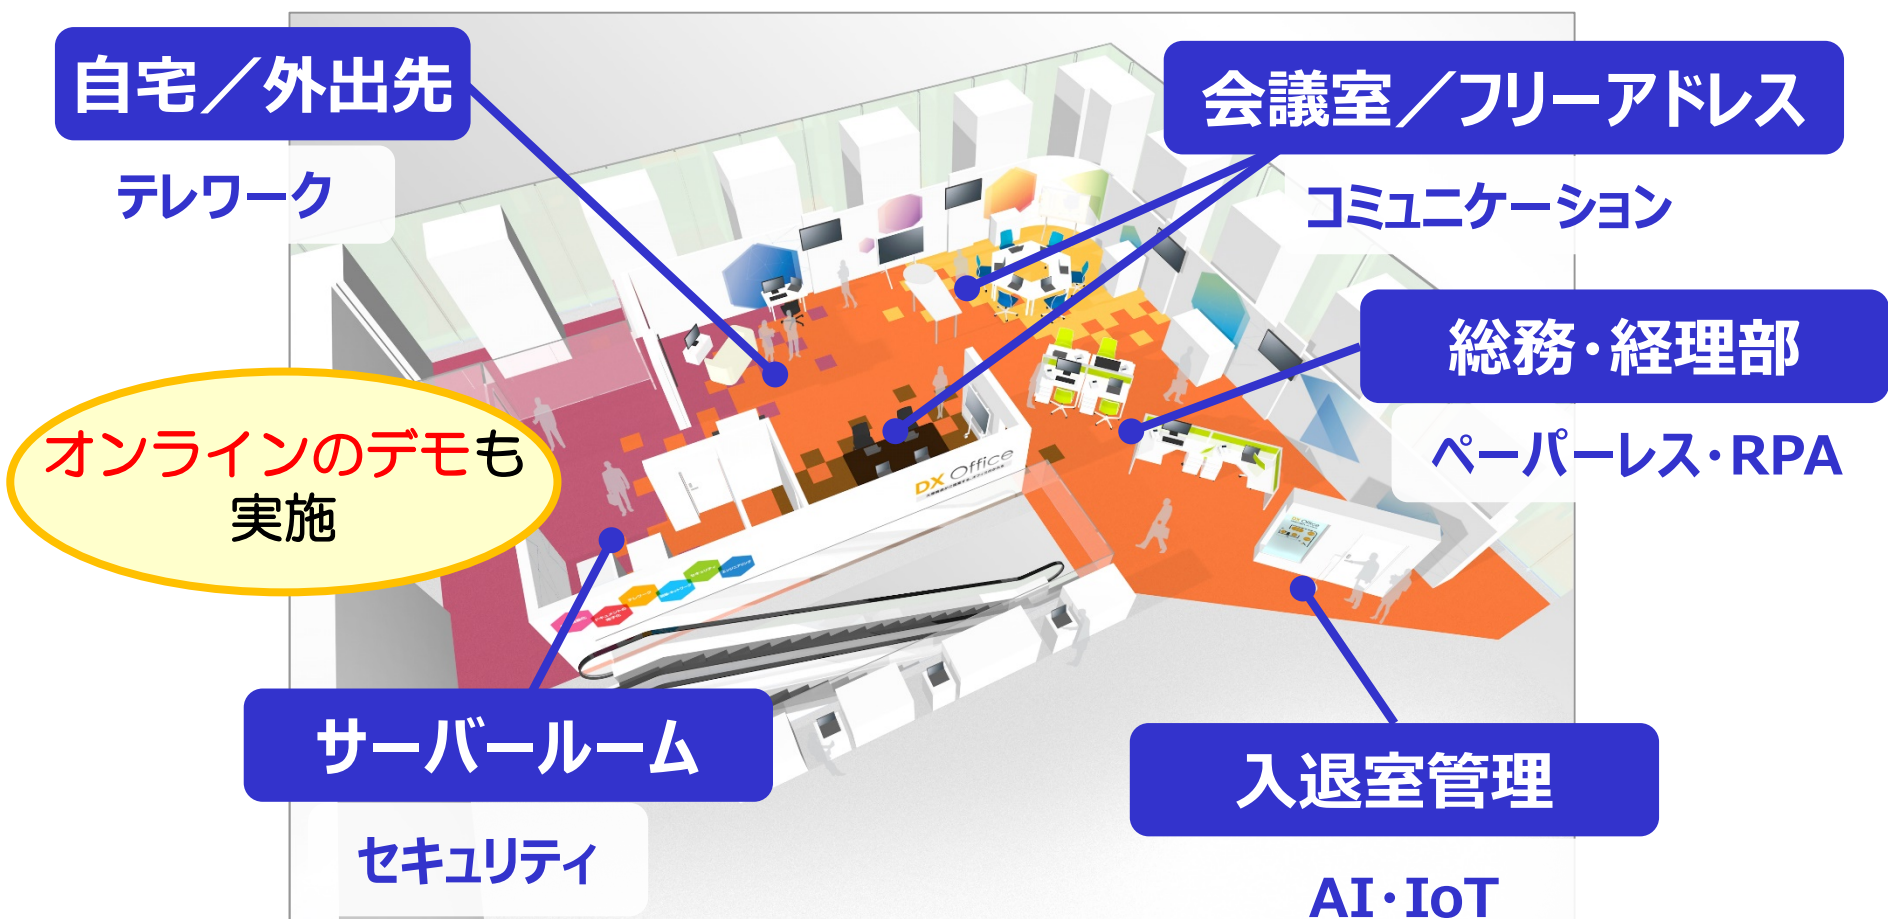 自宅／外出先
テレワーク
会議室／フリーアドレス
コミュニケーション
総務・経理部
ペーパーレス・RPA
オンラインのデモも
実施
DX Office
サーバールーム
セキュリティ
入退室管理
AI・IoT